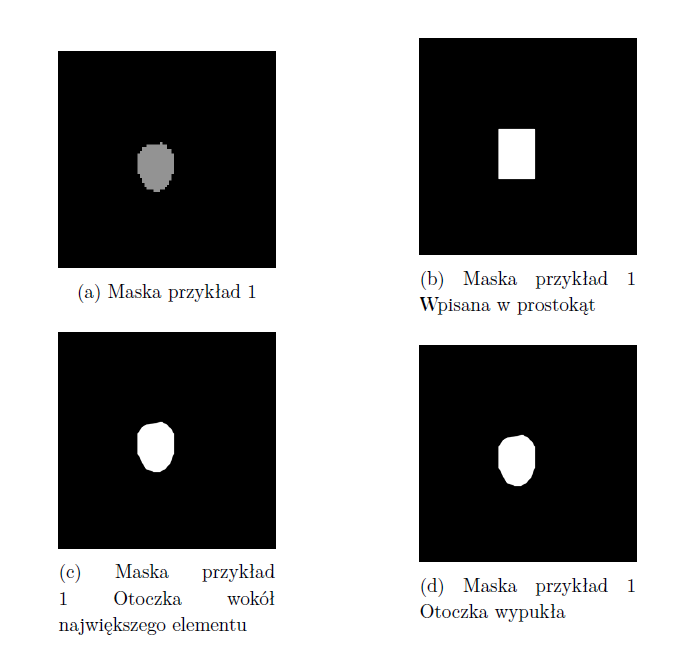 (a) Maska przykład 1
(b) Maska przykład 1
Wpisana w prostokąt
(c) Maska przykład
1 Otoczka wokół
największego elementu
(d) Maska przykład 1
Otoczka wypukła